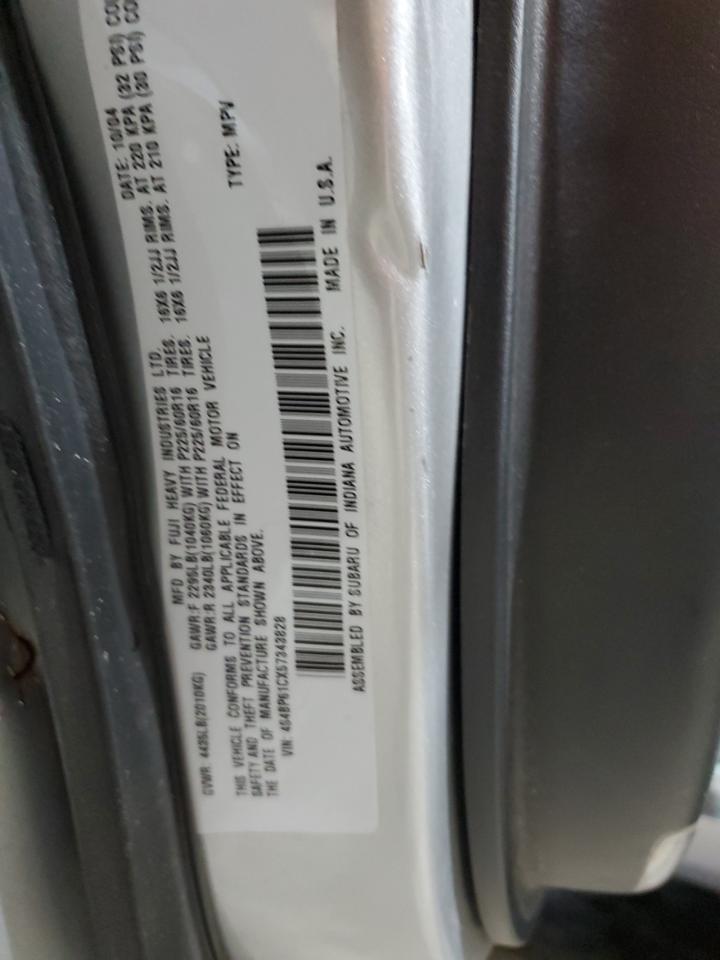 MFD BY FUJI HEAVY INDUSTRIES LTD. DATE: 10/04
GVWR 4435LB(2010KG) GAWR:F 2295LB(1040KG) WITH P225/60R16 TIRES. 16X6 1/2JJ RIMS. AT 220 KPA (32 PSI) COL
GAWR:R 2340LB(1060KG) WITH P225/60R16 TIRES. 16X6 1/2JJ RIMS. AT 210 KPA (30 PSI) CO
THIS VEHICLE CONFORMS TO ALL APPLICABLE FEDERAL MOTOR VEHICLE
SAFETY AND THEFT PREVENTION STANDARDS IN EFFECT ON
THE DATE OF MANUFACTURE SHOWN ABOVE.
VIN: 4S4BP61CX57343828 TYPE: MPV
ASSEMBLED BY SUBARU OF INDIANA AUTOMOTIVE INC. MADE IN U.S.A.